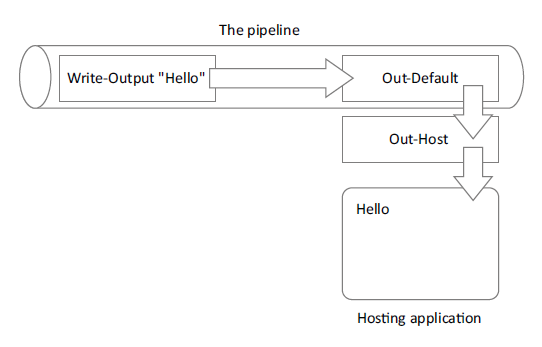 The pipeline
Write-Output "Hello"
Out-Default
Out-Host
Hello
Hosting application